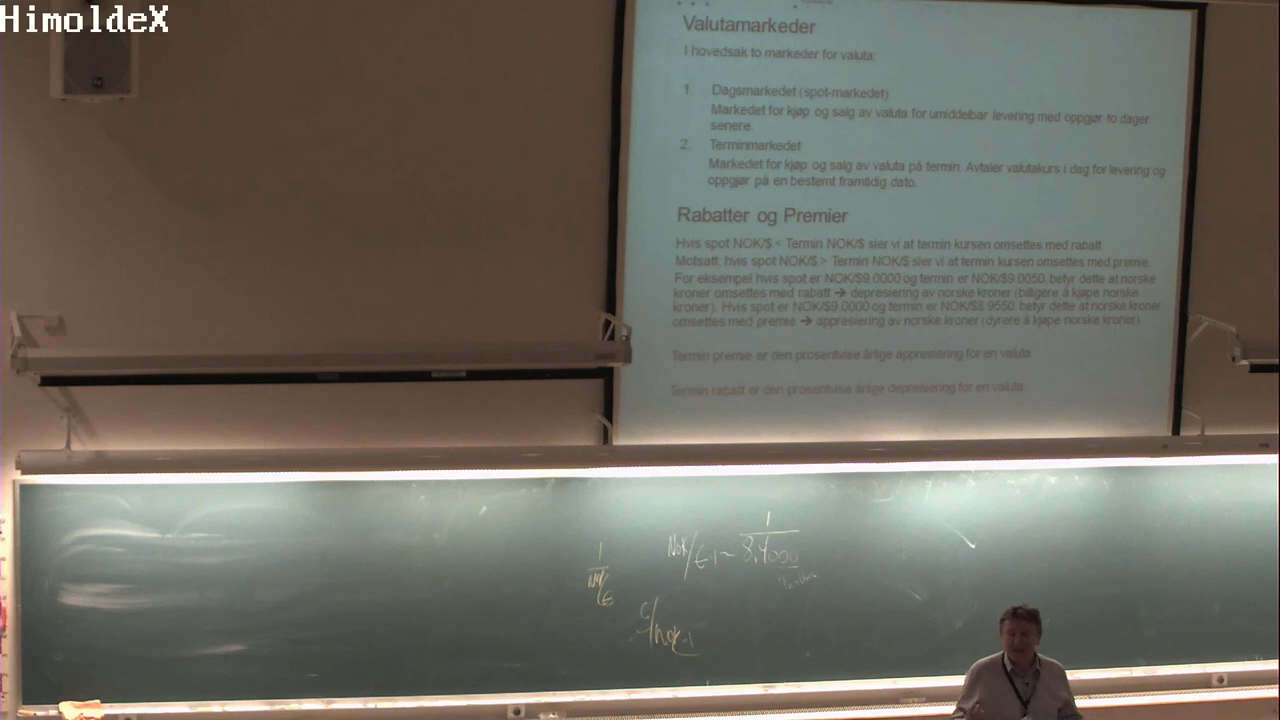 HimoldeX
Valutamarkeder
I hovedsak to markeder for valuta:
1. Dagsmarkedet (spot-markedet)
Markedet for kjøp og salg av valuta for umiddelbar levering med oppgjør to dager
senere.
2. Terminmarkedet
Markedet for kjøp og salg av valuta på termin. Avtaler valutakurs i dag for levering og
oppgjør på en bestemt framtidig dato.
Rabatter og Premier
Hvis spot NOK/$ < Termin NOK/$ sier vi at termin kursen omsettes med rabatt.
Motsatt, hvis spot NOK/$ > Termin NOK/$ sier vi at termin kursen omsettes med premie.
For eksempel hvis spot er NOK/$9.0000 og termin er NOK/$9.0050, betyr dette at norske
kroner omsettes med rabatt → depresiering av norske kroner (billigere å kjøpe norske
kroner). Hvis spot er NOK/$9.0000 og termin er NOK/$8.9550, betyr dette at norske kroner
omsettes med premie → appresiering av norske kroner (dyrere å kjøpe norske kroner)
Termin premie er den prosentvise årlige appresiering for en valuta
Termin rabatt er den prosentvise årlige depresiering for en valuta
1
NOK/€
1
8,4000
1
NOK/€
€/NOK